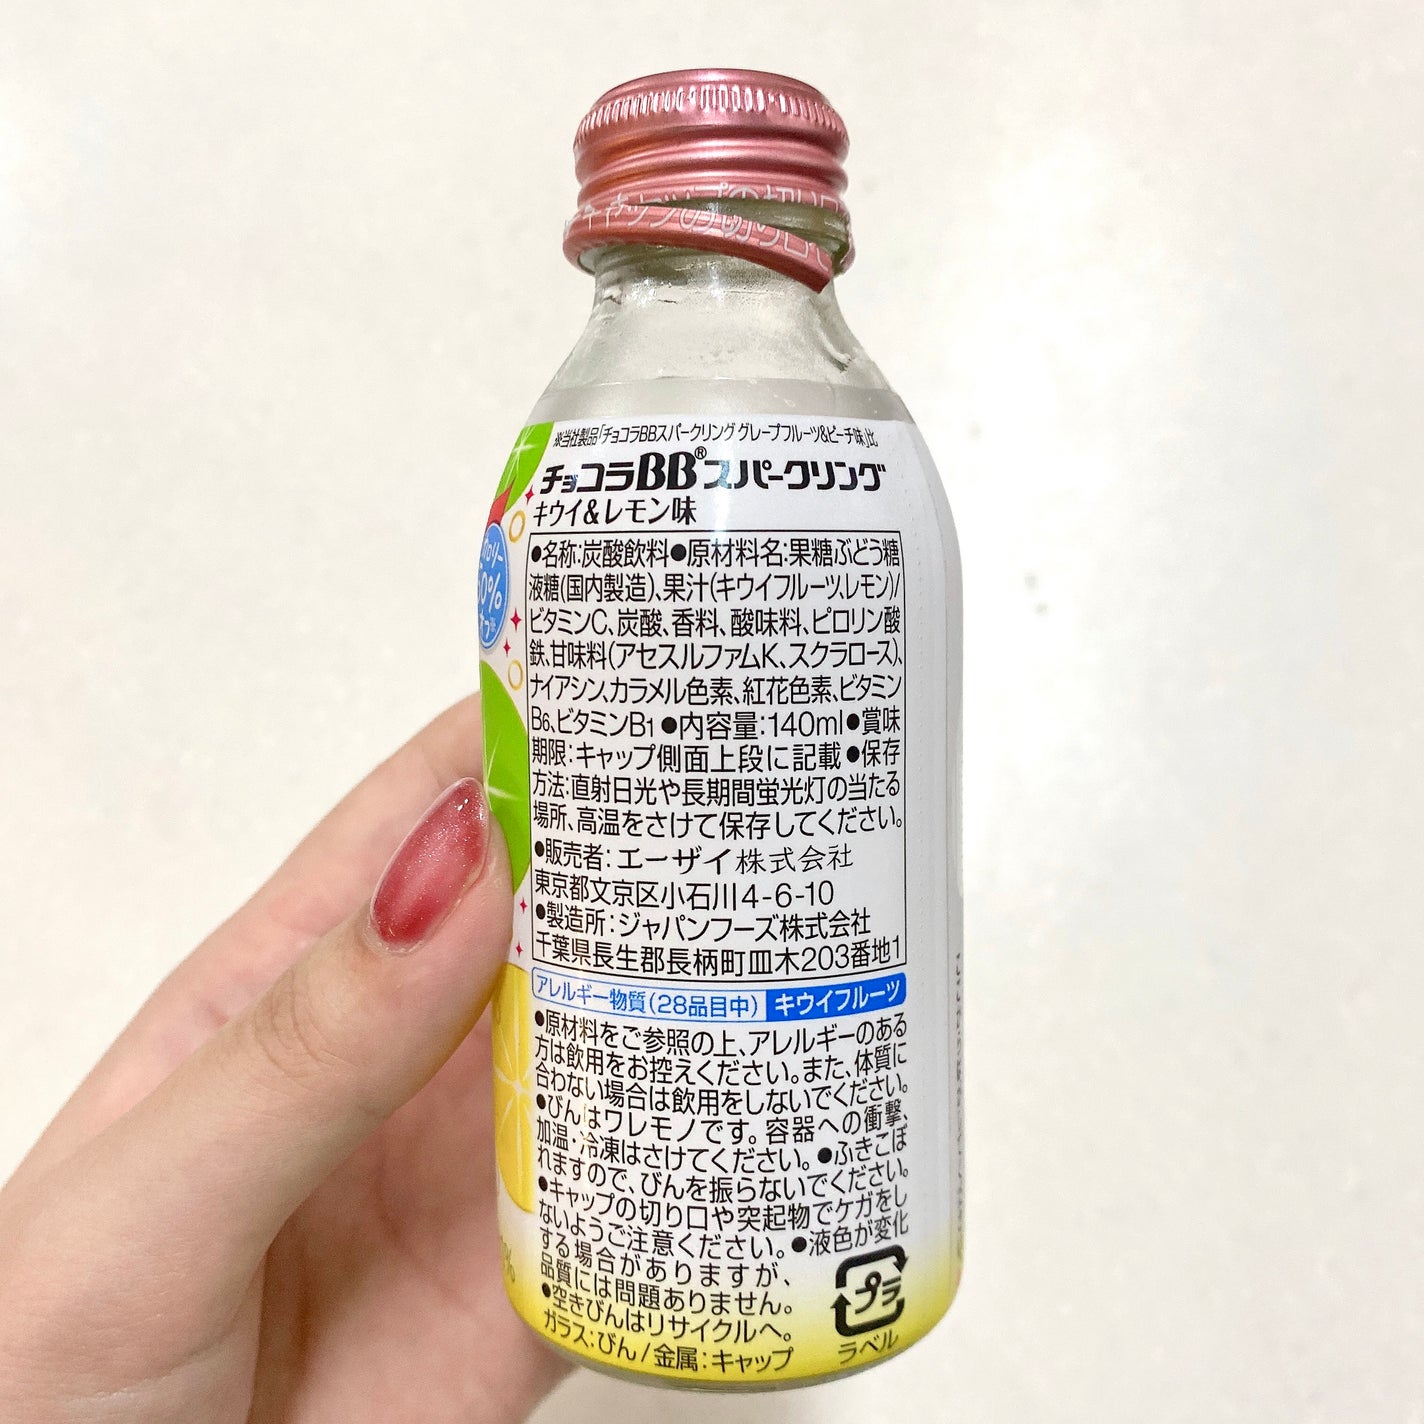 キャップの切り口で
※当社製品「チョコラBBスパークリング グレープフルーツ&ピーチ味」比
チョコラBB®スパークリング
キウイ&レモン味
●名称:炭酸飲料●原材料名:果糖ぶどう糖
液糖(国内製造)、果汁(キウイフルーツ、レモン)/
ビタミンC、炭酸、香料、酸味料、ピロリン酸
鉄、甘味料(アセスルファムK、スクラロース)、
ナイアシン、カラメル色素、紅花色素、ビタミン
B6、ビタミンB1●内容量:140ml●賞味
期限:キャップ側面上段に記載●保存
方法:直射日光や長期間蛍光灯の当たる
場所、高温をさけて保存してください。
●販売者:エーザイ株式会社
東京都文京区小石川4-6-10
●製造所:ジャパンフーズ株式会社
千葉県長生郡長柄町皿木203番地1
アレルギー物質(28品目中) キウイフルーツ
●原材料をご参照の上、アレルギーのある
方は飲用をお控えください。また、体質に
合わない場合は飲用をしないでください。
●びんはワレモノです。容器への衝撃、
加温・冷凍はさけてください。●ふきこぼ
れますので、びんを振らないでください。
●キャップの切り口や突起物でケガをし
ないようご注意ください。●液色が変化
する場合がありますが、
品質には問題ありません。
●空きびんはリサイクルへ。
ガラス:びん/金属:キャップ
プラ
ラベル